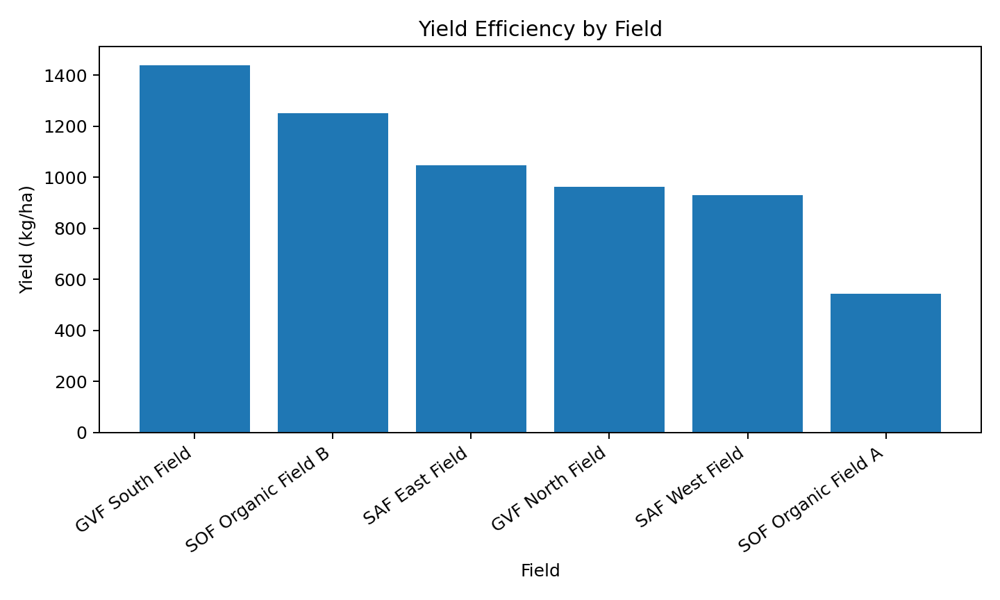 Yield Efficiency by Field
Yield (kg/ha)
1400
1200
1000
800
600
400
200
0
GVF South Field
SOF Organic Field B
SAF East Field
GVF North Field
SAF West Field
SOF Organic Field A
Field